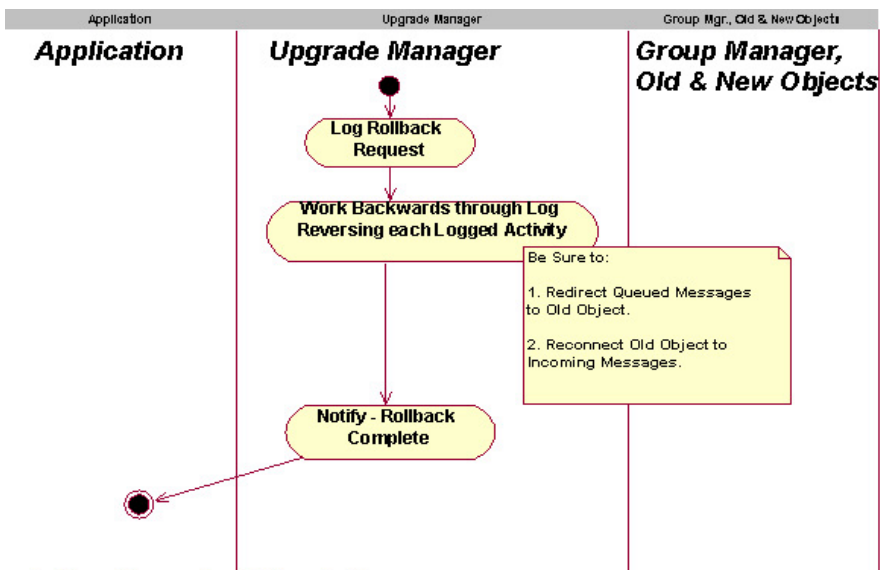 Application
Upgrade Manager
Group Mgr., Old & New Objects
Application
Upgrade Manager
Group Manager,
Old & New Objects
Log Rollback
Request
Work Backwards through Log
Reversing each Logged Activity
Be Sure to:
1. Redirect Queued Messages
to Old Object.
2. Reconnect Old Object to
Incoming Messages.
Notify - Rollback
Complete